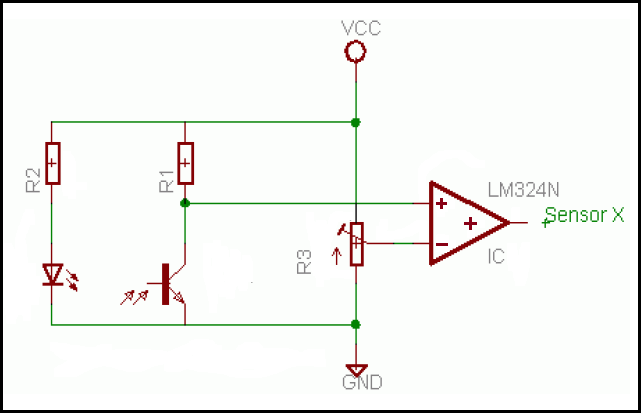 VCC
R2
R1
R3
LM324N
Sensor X
IC
GND